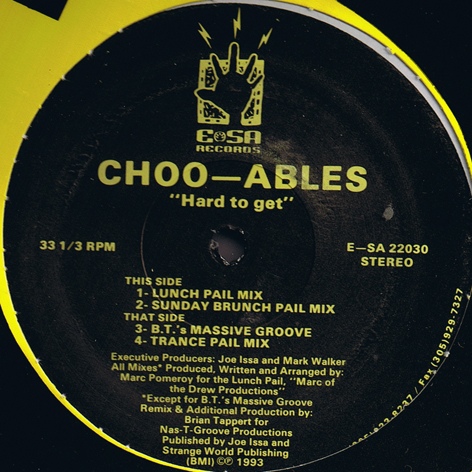 E-SA
RECORDS
CHOO—ABLES
"Hard to get"
33 1/3 RPM
E—SA 22030
STEREO
THIS SIDE
1- LUNCH PAIL MIX
2- SUNDAY BRUNCH PAIL MIX
THAT SIDE
3- B.T.'s MASSIVE GROOVE
4- TRANCE PAIL MIX
Executive Producers: Joe Issa and Mark Walker
All Mixes* Produced, Written and Arranged by:
Marc Pomeroy for the Lunch Pail, "Marc of
the Drew Productions"
*Except for B.T.'s Massive Groove
Remix & Additional Production by:
Brian Tappert for
Nas-T-Groove Productions
Published by Joe Issa and
Strange World Publishing
(BMI) ©℗ 1993
/ Fax (305)929-7327